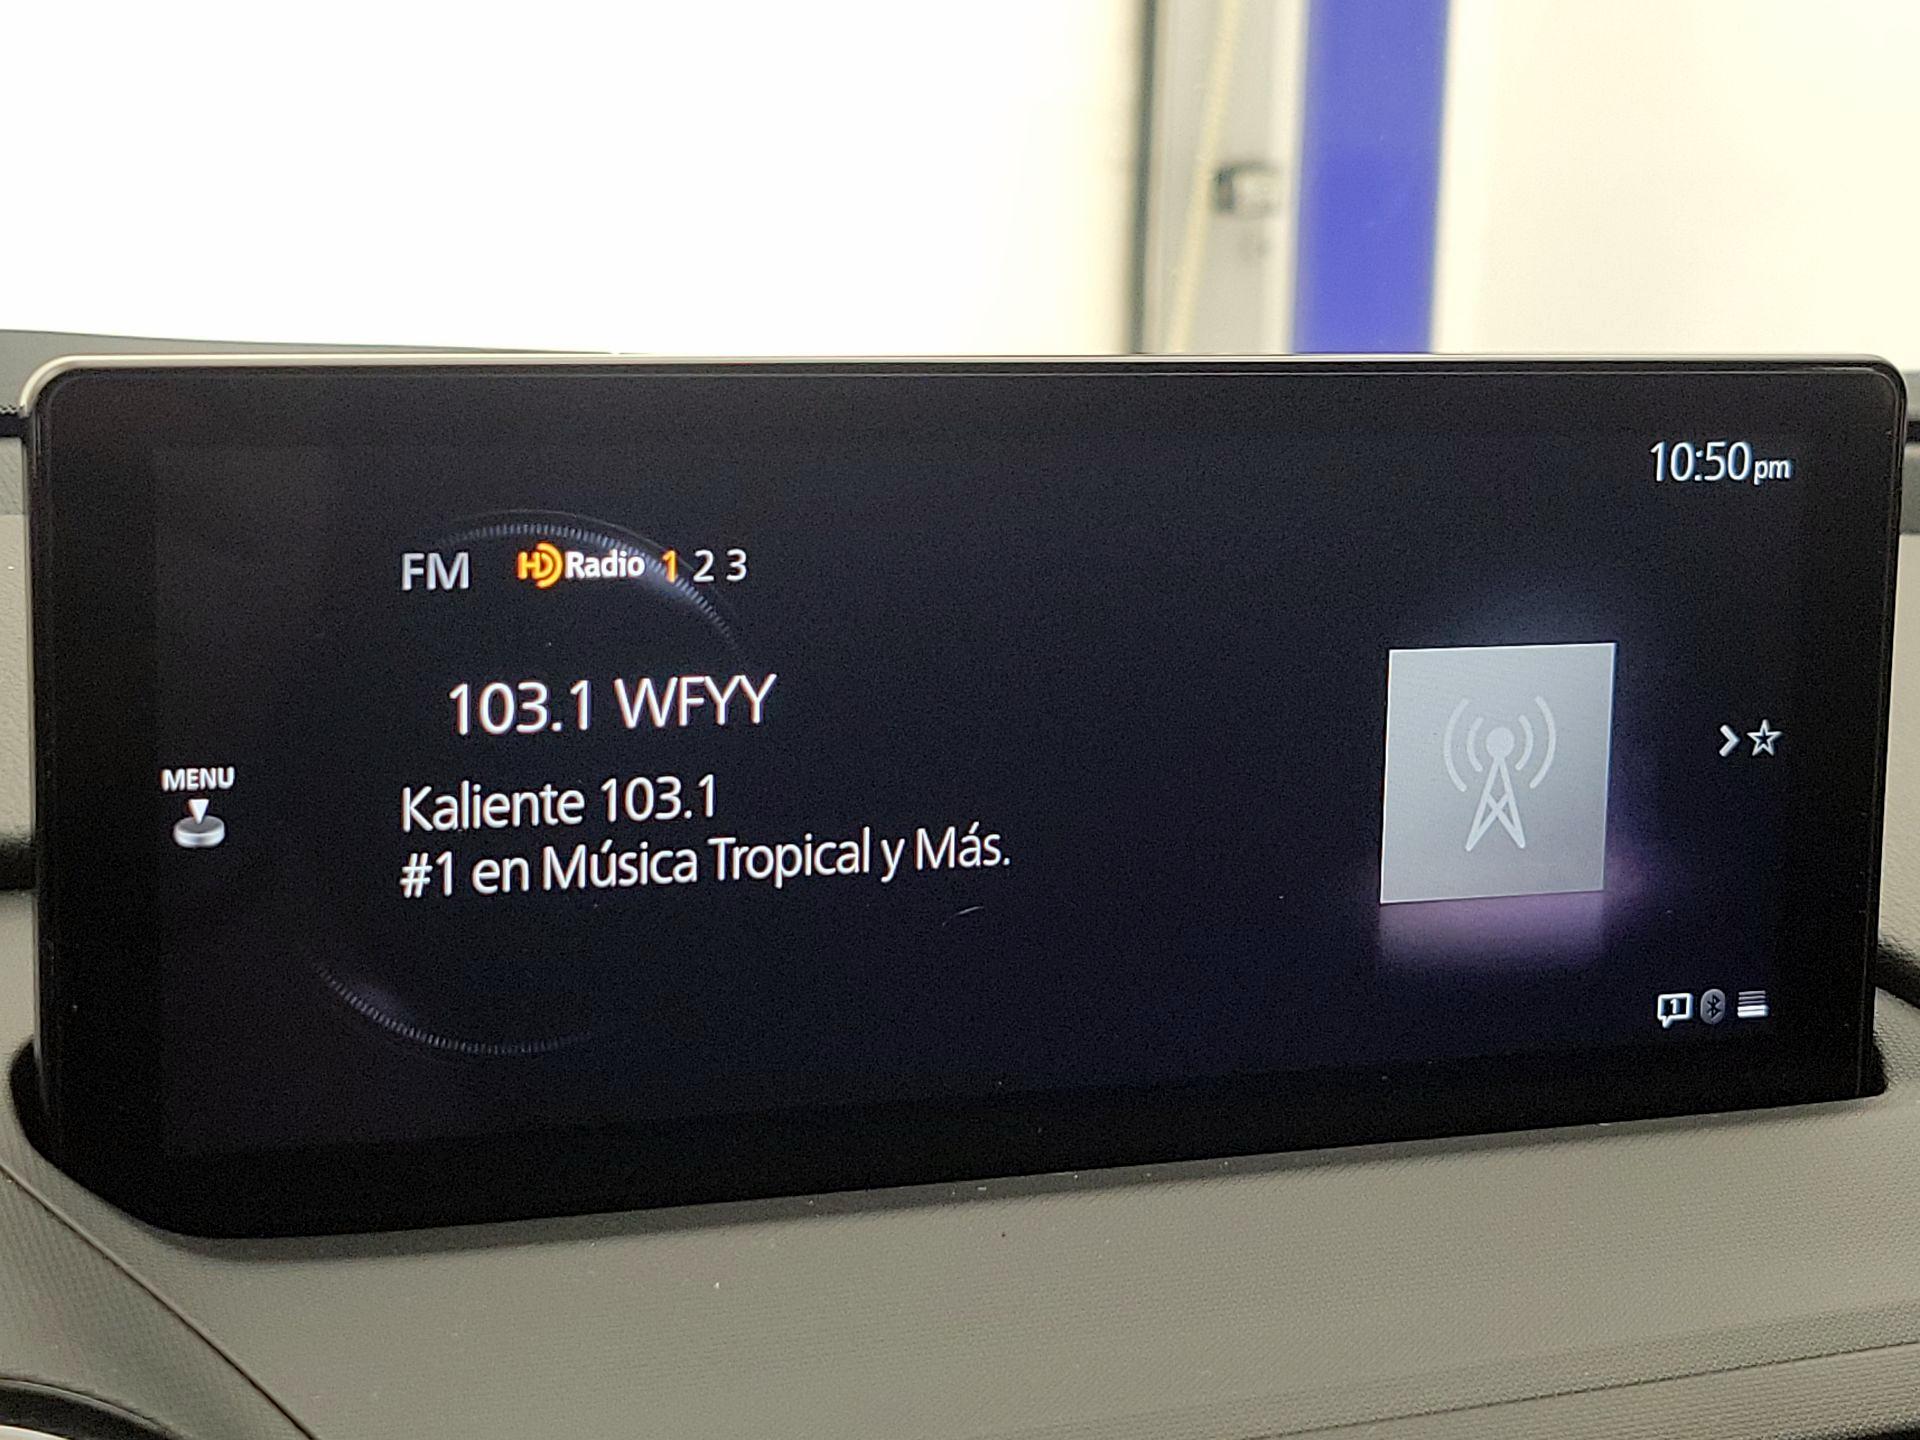 10:50pm
FM HD Radio 1 2 3
103.1 WFYY
MENU
Kaliente 103.1
#1 en Música Tropical y Más.
1